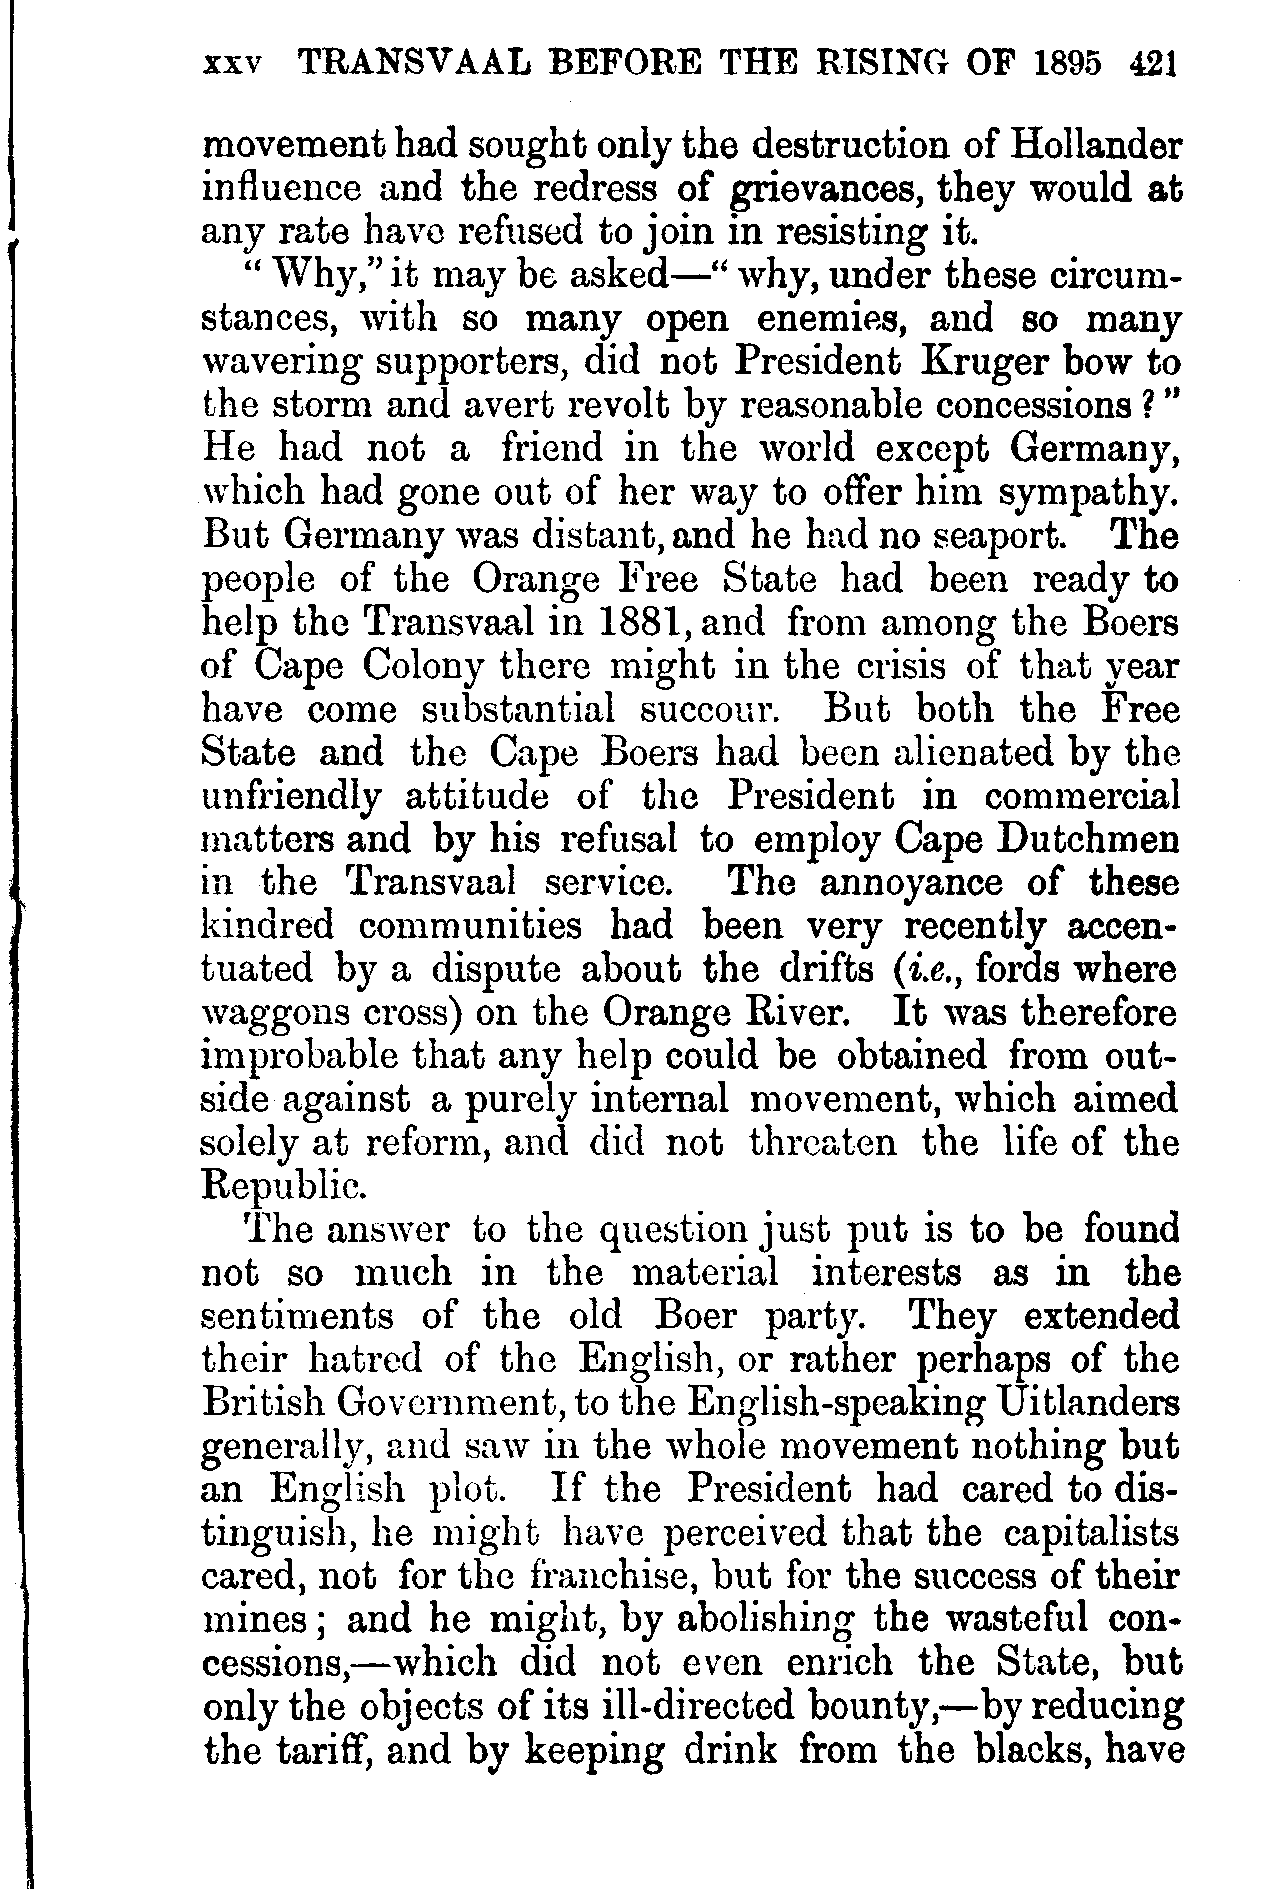 xxv TRANSVAAL BEFORE THE RISING OF 1895 421
movement had sought only the destruction of Hollander
influence and the redress of grievances, they would at
any rate have refused to join in resisting it.
“Why,” it may be asked—“why, under these circum-
stances, with so many open enemies, and so many
wavering supporters, did not President Kruger bow to
the storm and avert revolt by reasonable concessions?”
He had not a friend in the world except Germany,
which had gone out of her way to offer him sympathy.
But Germany was distant, and he had no seaport. The
people of the Orange Free State had been ready to
help the Transvaal in 1881, and from among the Boers
of Cape Colony there might in the crisis of that year
have come substantial succour. But both the Free
State and the Cape Boers had been alienated by the
unfriendly attitude of the President in commercial
matters and by his refusal to employ Cape Dutchmen
in the Transvaal service. The annoyance of these
kindred communities had been very recently accen-
tuated by a dispute about the drifts (i.e., fords where
waggons cross) on the Orange River. It was therefore
improbable that any help could be obtained from out-
side against a purely internal movement, which aimed
solely at reform, and did not threaten the life of the
Republic.
The answer to the question just put is to be found
not so much in the material interests as in the
sentiments of the old Boer party. They extended
their hatred of the English, or rather perhaps of the
British Government, to the English-speaking Uitlanders
generally, and saw in the whole movement nothing but
an English plot. If the President had cared to dis-
tinguish, he might have perceived that the capitalists
cared, not for the franchise, but for the success of their
mines; and he might, by abolishing the wasteful con-
cessions,—which did not even enrich the State, but
only the objects of its ill-directed bounty,—by reducing
the tariff, and by keeping drink from the blacks, have